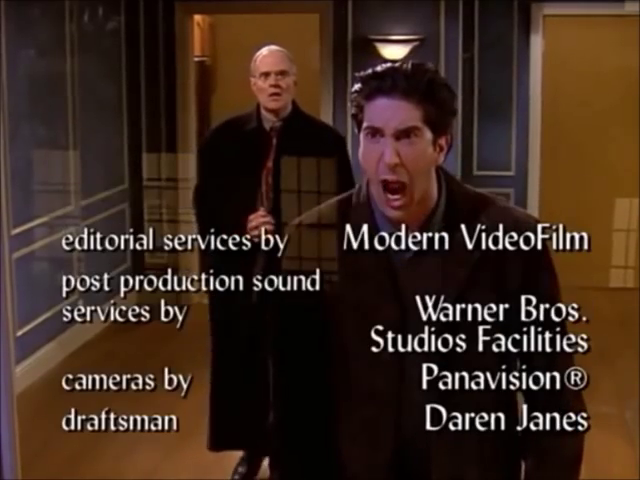 editorial services by Modern VideoFilm
post production sound
services by Warner Bros.
Studios Facilities
cameras by Panavision®
draftsman Daren Janes